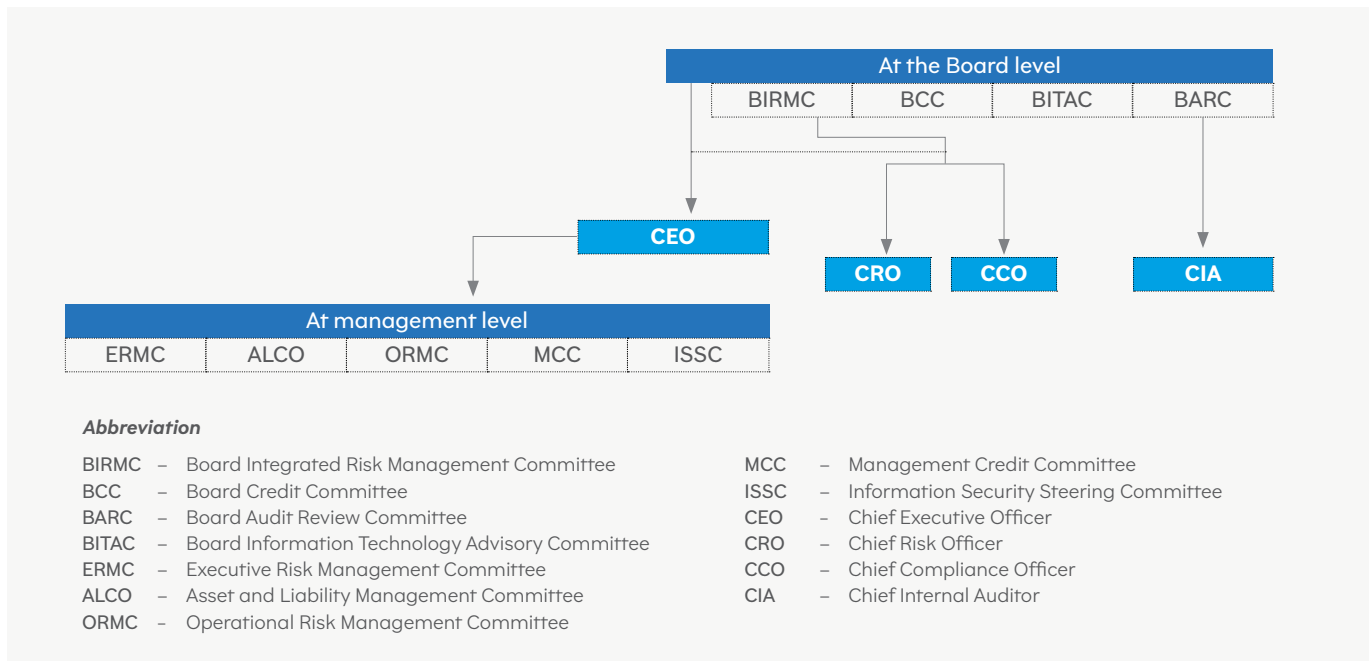 At the Board level
BIRMC BCC BITAC BARC
CEO
CRO CCO CIA
At management level
ERMC ALCO ORMC MCC ISSC
Abbreviation
BIRMC – Board Integrated Risk Management Committee
BCC – Board Credit Committee
BARC – Board Audit Review Committee
BITAC – Board Information Technology Advisory Committee
ERMC – Executive Risk Management Committee
ALCO – Asset and Liability Management Committee
ORMC – Operational Risk Management Committee
MCC – Management Credit Committee
ISSC – Information Security Steering Committee
CEO – Chief Executive Officer
CRO – Chief Risk Officer
CCO – Chief Compliance Officer
CIA – Chief Internal Auditor